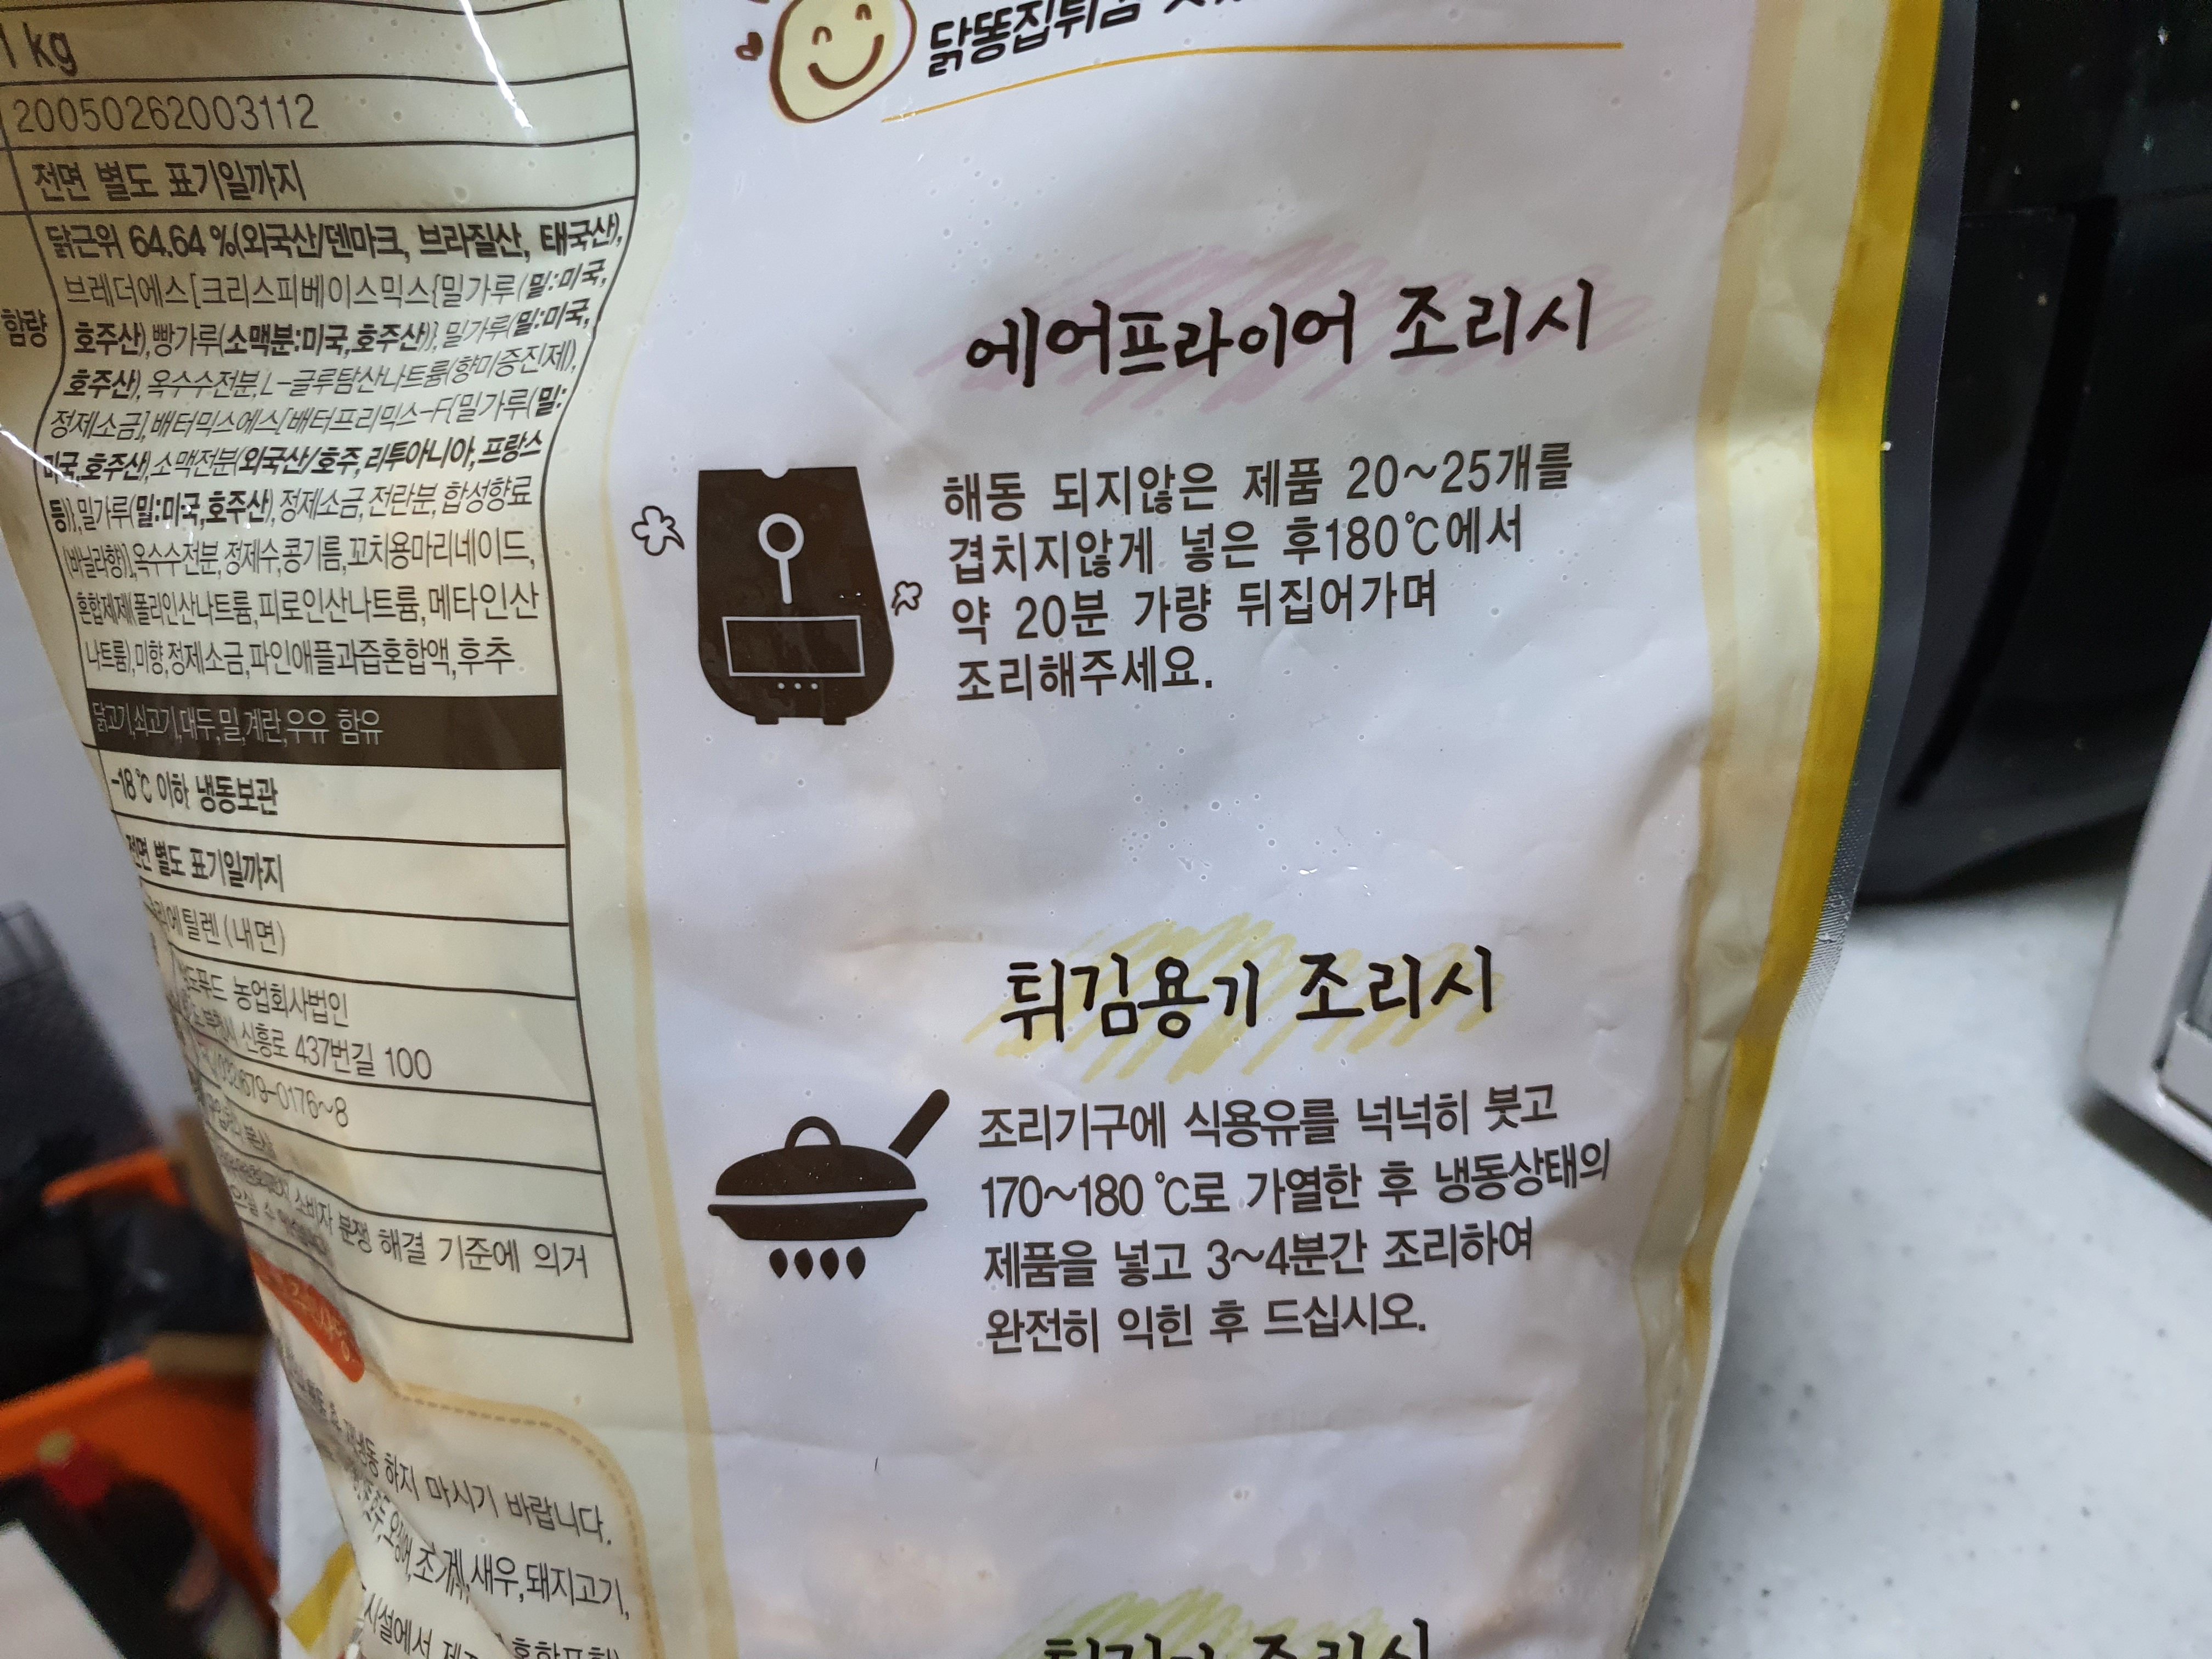 1 kg
20050262003112
전면 별도 표기일까지
함량
닭근위 64.64 %(외국산/덴마크, 브라질산, 태국산),
브레더에스[크리스피베이스믹스{밀가루(밀:미국,
호주산),빵가루(소맥분:미국,호주산)},밀가루(밀:미국,
호주산),옥수수전분,L-글루탐산나트륨(향미증진제),
정제소금],배터믹스에스[배터프리믹스-F{밀가루(밀:
미국,호주산),소맥전분(외국산/호주,리투아니아,프랑스
등)},밀가루(밀:미국,호주산),정제소금,전란분,합성향료
(바닐라향)],옥수수전분,정제수,콩기름,꼬치용마리네이드,
혼합제제(폴리인산나트륨,피로인산나트륨,메타인산
나트륨),미향,정제소금,파인애플과즙혼합액,후추
닭고기,쇠고기,대두,밀,계란,우유 함유
-18℃ 이하 냉동보관
전면 별도 표기일까지
에틸렌(내면)
푸드 농업회사법인
신흥로 437번길 100
679-0176~8
소비자 분쟁 해결 기준에 의거
하지 마시기 바랍니다.
조개,새우,돼지고기,
시설에서
닭똥집튀김
에어프라이어 조리시
해동 되지않은 제품 20~25개를
겹치지않게 넣은 후180℃에서
약 20분 가량 뒤집어가며
조리해주세요.
튀김용기 조리시
조리기구에 식용유를 넉넉히 붓고
170~180 ℃로 가열한 후 냉동상태의
제품을 넣고 3~4분간 조리하여
완전히 익힌 후 드십시오.
조리시